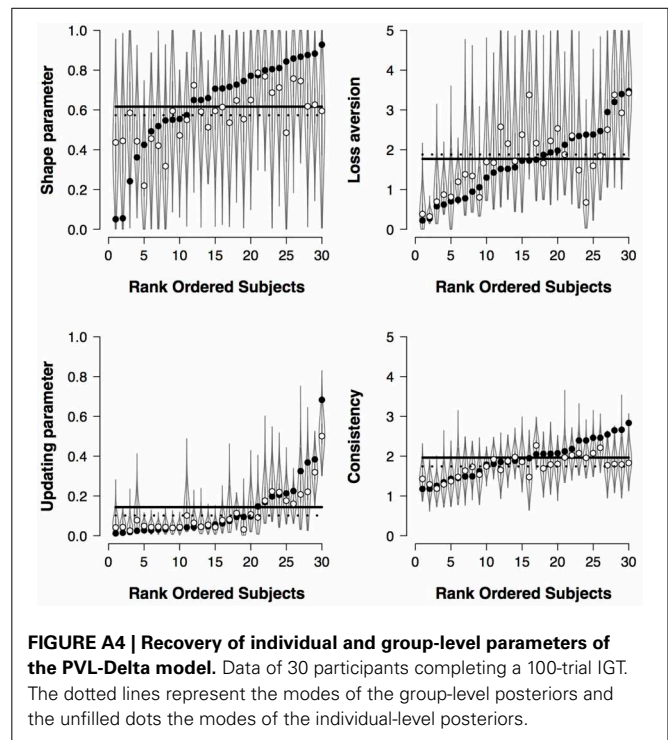 Shape parameter
1.0
0.8
0.6
0.4
0.2
0.0
0 5 10 15 20 25 30
Rank Ordered Subjects
Loss aversion
5
4
3
2
1
0
0 5 10 15 20 25 30
Rank Ordered Subjects
Updating parameter
1.0
0.8
0.6
0.4
0.2
0.0
0 5 10 15 20 25 30
Rank Ordered Subjects
Consistency
5
4
3
2
1
0
0 5 10 15 20 25 30
Rank Ordered Subjects
FIGURE A4 | Recovery of individual and group-level parameters of
the PVL-Delta model. Data of 30 participants completing a 100-trial IGT.
The dotted lines represent the modes of the group-level posteriors and
the unfilled dots the modes of the individual-level posteriors.